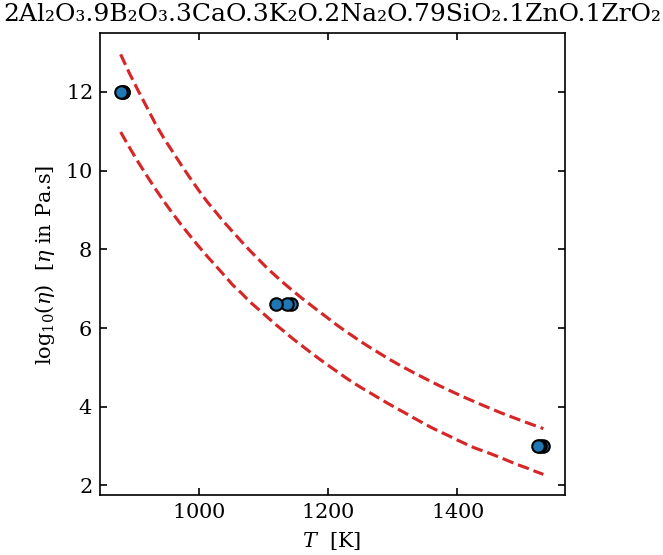 2Al₂O₃.9B₂O₃.3CaO.3K₂O.2Na₂O.79SiO₂.1ZnO.1ZrO₂
12
10
8
6
4
2
log₁₀(η) [η in Pa.s]
1000 1200 1400
T [K]